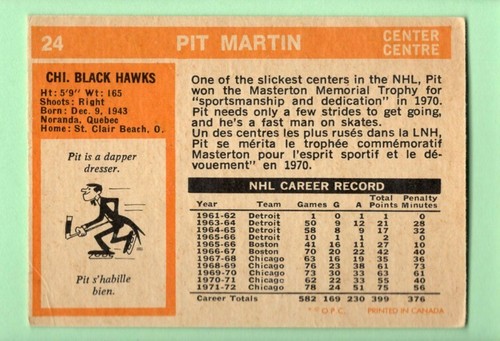 24
PIT MARTIN
CENTER
CENTRE
CHI. BLACK HAWKS
Ht: 5'9" Wt: 165
Shoots: Right
Born: Dec. 9, 1943
Noranda, Quebec
Home: St. Clair Beach, O.
Pit is a dapper
dresser.
Pit s'habille
bien.
One of the slickest centers in the NHL, Pit
won the Masterton Memorial Trophy for
"sportsmanship and dedication" in 1970.
Pit needs only a few strides to get going,
and he's a fast man on skates.
Un des centres les plus rusés dans la LNH,
Pit se mérita le trophée commémoratif
Masterton pour l'esprit sportif et le dé-
vouement" en 1970.
NHL CAREER RECORD
Year Team Games G A Total Points Penalty Minutes
1961-62 Detroit 1 0 1 1 0
1963-64 Detroit 50 9 12 21 28
1964-65 Detroit 58 8 9 17 32
1965-66 Detroit 10 1 1 2 0
1965-66 Boston 41 16 11 27 10
1966-67 Boston 70 20 22 42 40
1967-68 Chicago 63 16 19 35 36
1968-69 Chicago 76 23 38 61 73
1969-70 Chicago 73 30 33 63 61
1970-71 Chicago 62 22 33 55 40
1971-72 Chicago 78 24 51 75 56
Career Totals 582 169 230 399 376
**O.P.C. PRINTED IN CANADA